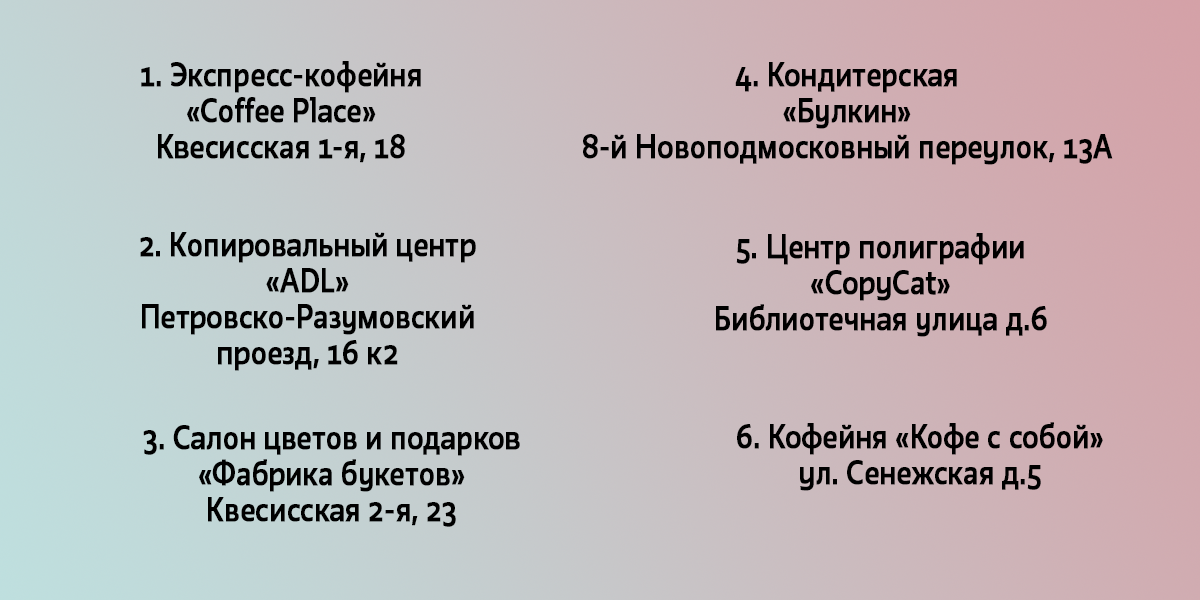 1. Экспресс-кофейня
«Coffee Place»
Квесисская 1-я, 18
2. Копировальный центр
«ADL»
Петровско-Разумовский
проезд, 16 к2
3. Салон цветов и подарков
«Фабрика букетов»
Квесисская 2-я, 23
4. Кондитерская
«Булкин»
8-й Новоподмосковный переулок, 13А
5. Центр полиграфии
«CopyCat»
Библиотечная улица д.6
6. Кофейня «Кофе с собой»
ул. Сенежская д.5